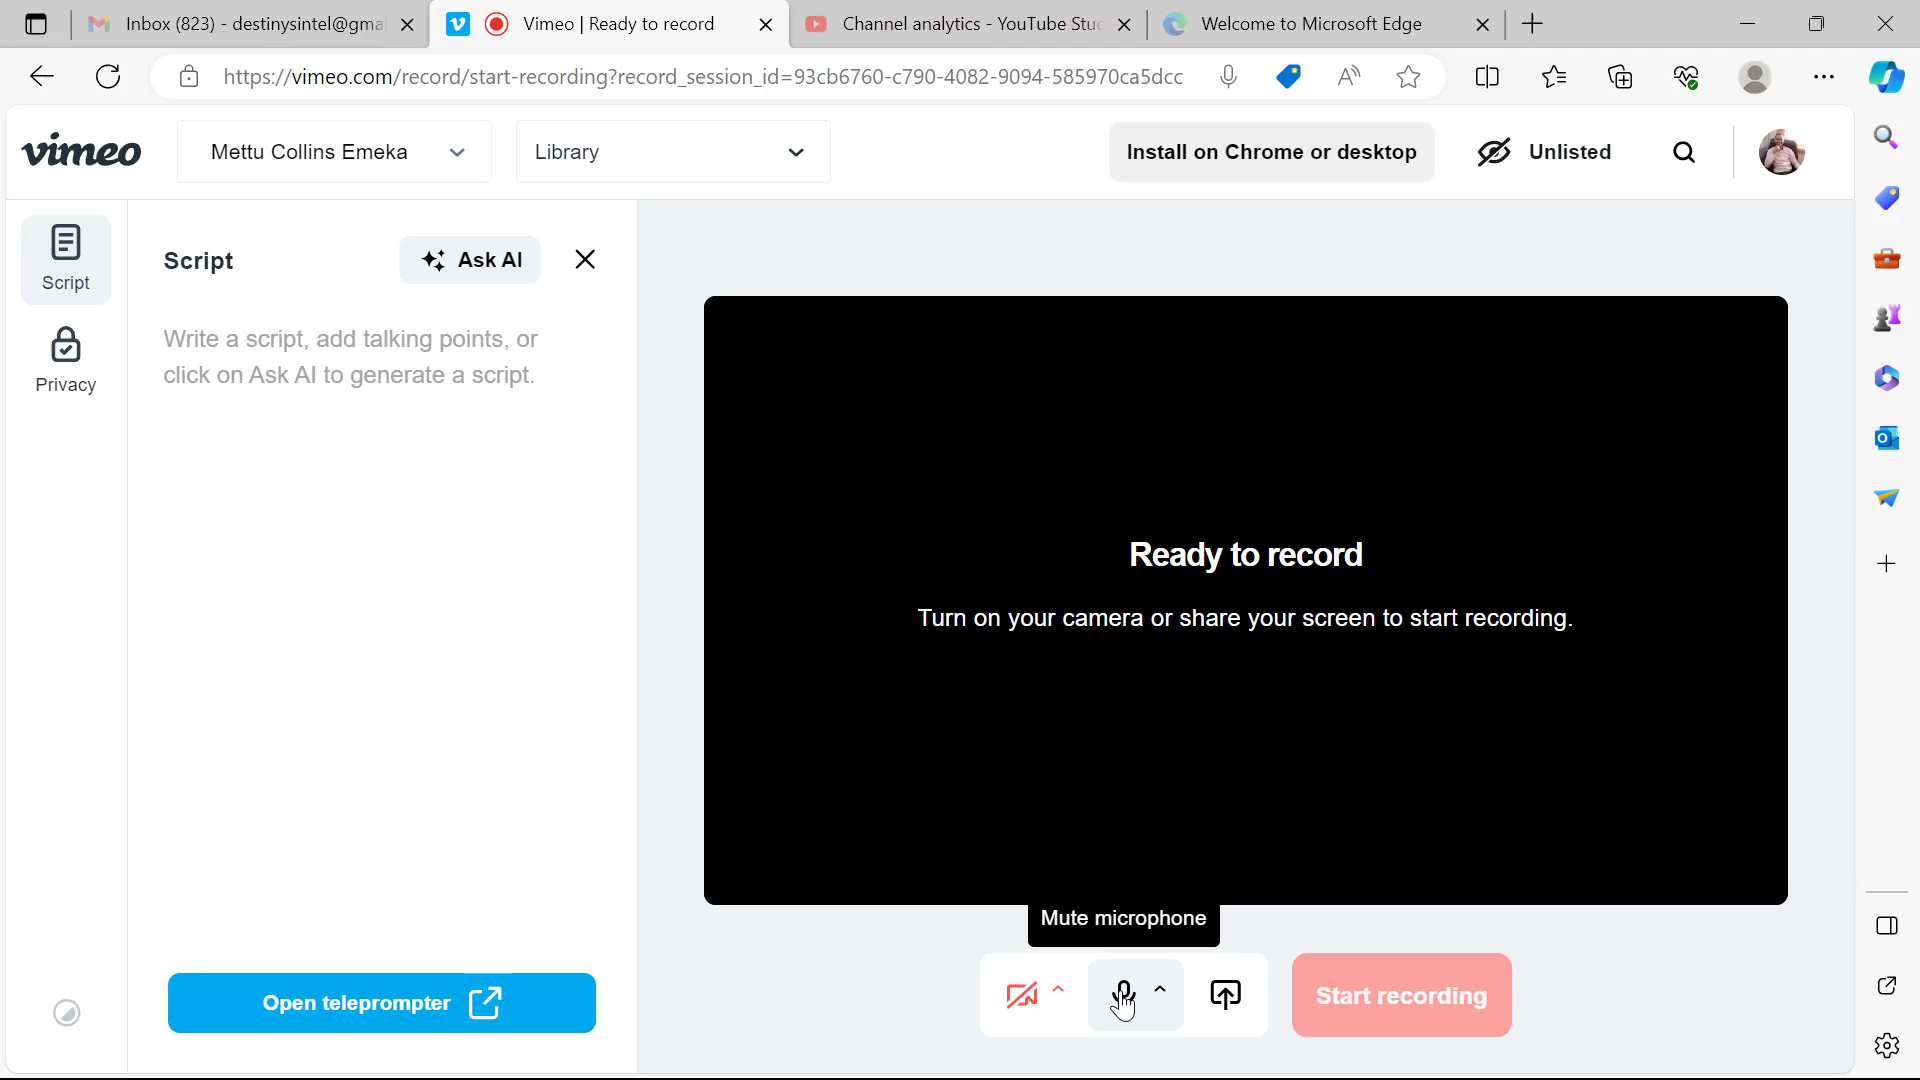 Inbox (823) - destinysintel@gmai
Vimeo | Ready to record
Channel analytics - YouTube Stuc
Welcome to Microsoft Edge
https://vimeo.com/record/start-recording?record_session_id=93cb6760-c790-4082-9094-585970ca5dcc
vimeo
Mettu Collins Emeka
Library
Install on Chrome or desktop
Unlisted
Script
Privacy
Script
Ask AI
Write a script, add talking points, or
click on Ask AI to generate a script.
Ready to record
Turn on your camera or share your screen to start recording.
Mute microphone
Open teleprompter
Start recording